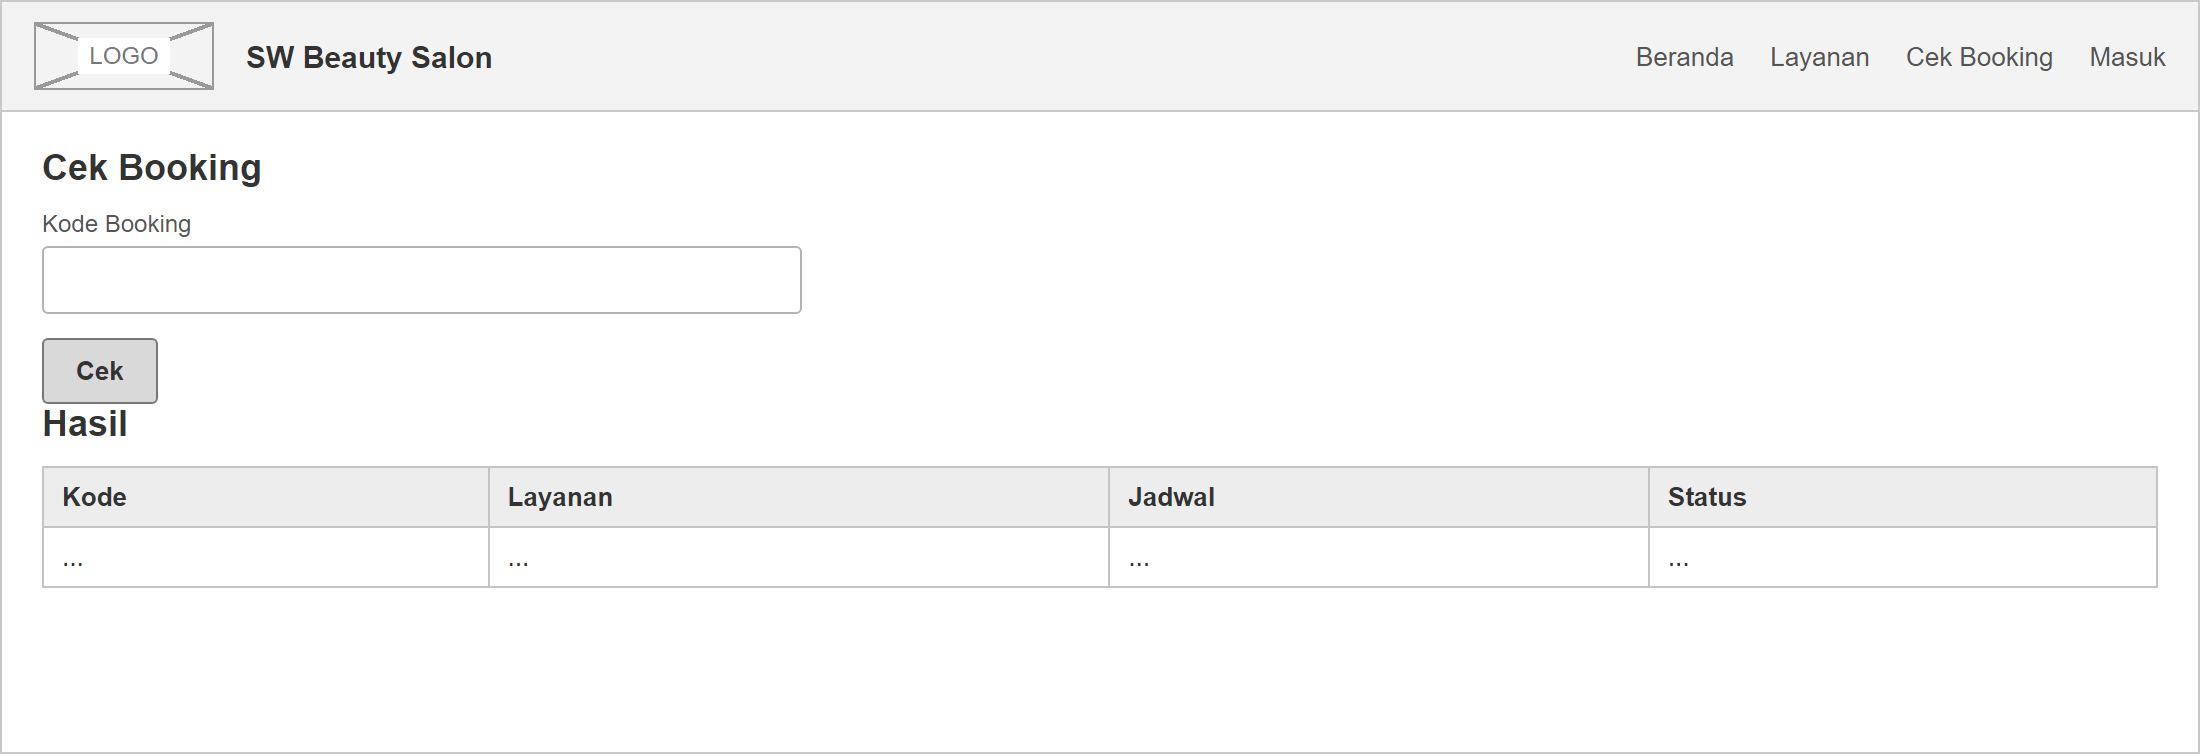 LOGO SW Beauty Salon Beranda Layanan Cek Booking Masuk
Cek Booking
Kode Booking
Cek
Hasil
Kode Layanan Jadwal Status
... ... ... ...